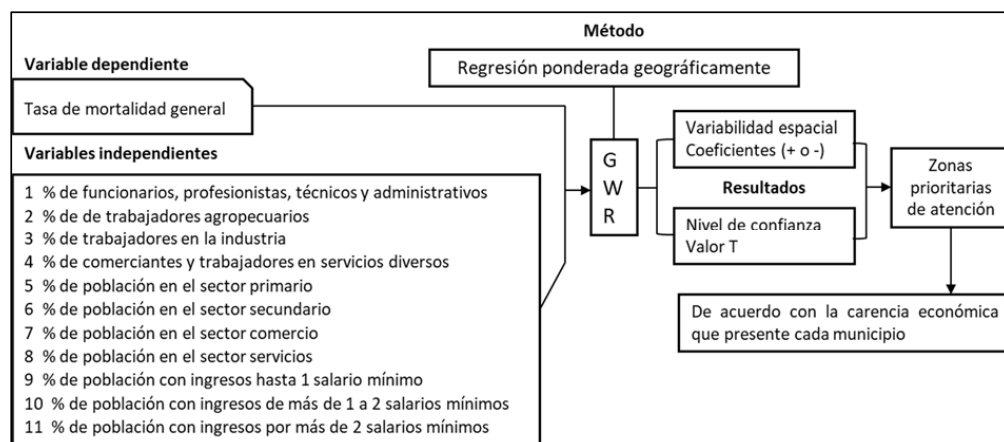 Método
Regresión ponderada geográficamente
Variable dependiente
Tasa de mortalidad general
Variables independientes
1 % de funcionarios, profesionistas, técnicos y administrativos
2 % de de trabajadores agropecuarios
3 % de trabajadores en la industria
4 % de comerciantes y trabajadores en servicios diversos
5 % de población en el sector primario
6 % de población en el sector secundario
7 % de población en el sector comercio
8 % de población en el sector servicios
9 % de población con ingresos hasta 1 salario mínimo
10 % de población con ingresos de más de 1 a 2 salarios mínimos
11 % de población con ingresos por más de 2 salarios mínimos
G
W
R
Variabilidad espacial
Coeficientes (+ o -)
Resultados
Nivel de confianza
Valor T
Zonas
prioritarias
de atención
De acuerdo con la carencia económica
que presente cada municipio